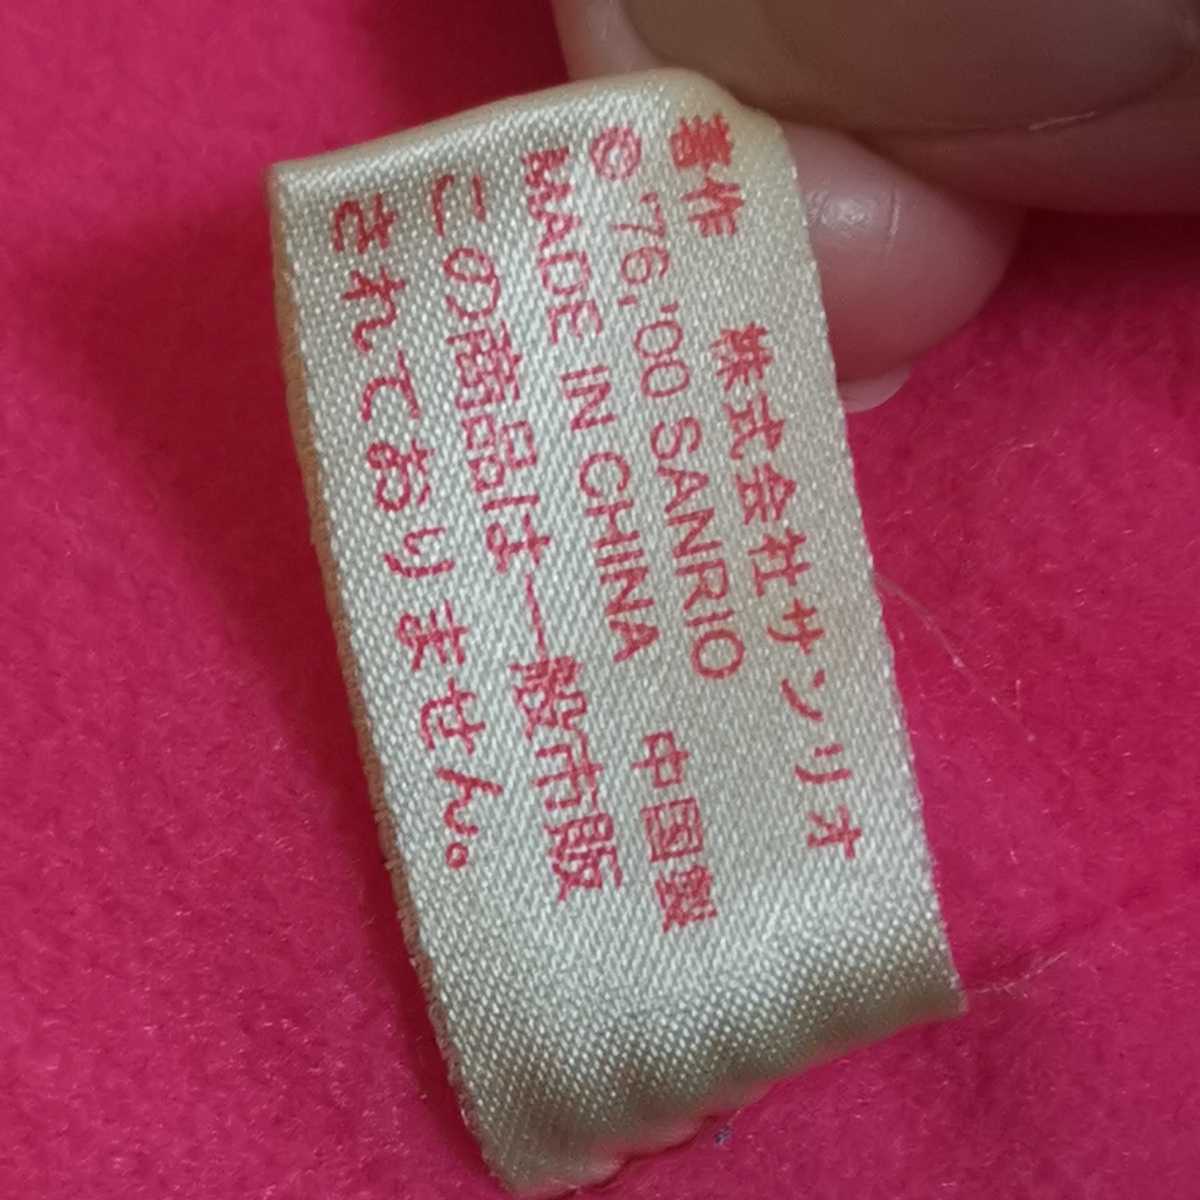 著作 株式会社サンリオ
© '76,'00 SANRIO
MADE IN CHINA 中国製
この商品は一般市販
されておりません。